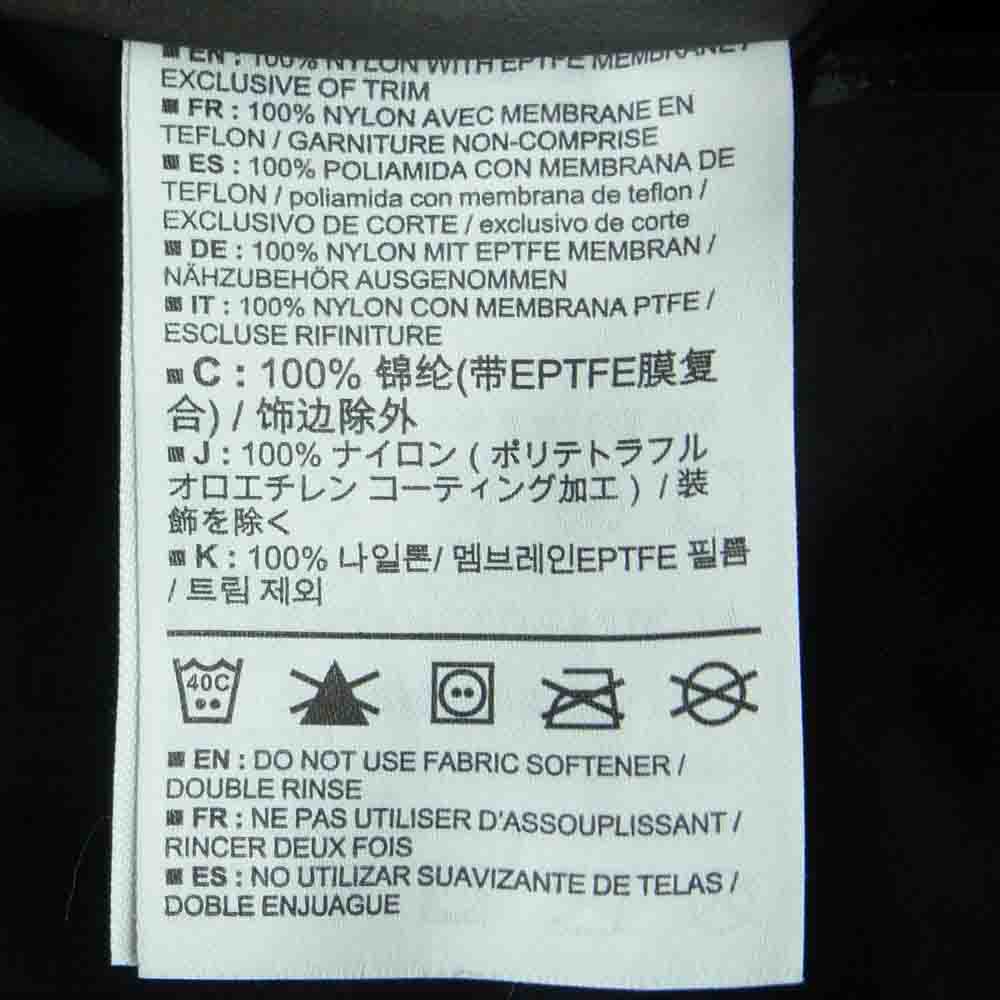 EN : 100% NYLON WITH EPTFE MEMBRANE /
EXCLUSIVE OF TRIM
FR : 100% NYLON AVEC MEMBRANE EN
TEFLON / GARNITURE NON-COMPRISE
ES : 100% POLIAMIDA CON MEMBRANA DE
TEFLON / poliamida con membrana de teflon /
EXCLUSIVO DE CORTE / exclusivo de corte
DE : 100% NYLON MIT EPTFE MEMBRAN /
NÄHZUBEHÖR AUSGENOMMEN
IT : 100% NYLON CON MEMBRANA PTFE /
ESCLUSE RIFINITURE
C : 100% 锦纶(带EPTFE膜复
合) / 饰边除外
J : 100% ナイロン ( ポリテトラフル
オロエチレン コーティング加工 ) / 装
飾を除く
K : 100% 나일론/ 멤브레인EPTFE 필름
/ 트림 제외
40C
EN : DO NOT USE FABRIC SOFTENER /
DOUBLE RINSE
FR : NE PAS UTILISER D'ASSOUPLISSANT /
RINCER DEUX FOIS
ES : NO UTILIZAR SUAVIZANTE DE TELAS /
DOBLE ENJUAGUE